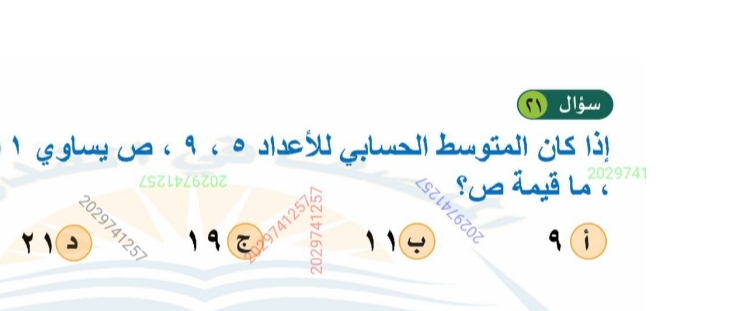 سؤال ٢١
إذا كان المتوسط الحسابي للأعداد ٥ ، ٩ ، ص يساوي ١
، ما قيمة ص؟
أ ٩
ب ١١
ج ١٩
د ٢١
2029741257
2029741257
2029741257
2029741257
2029741257
2029741